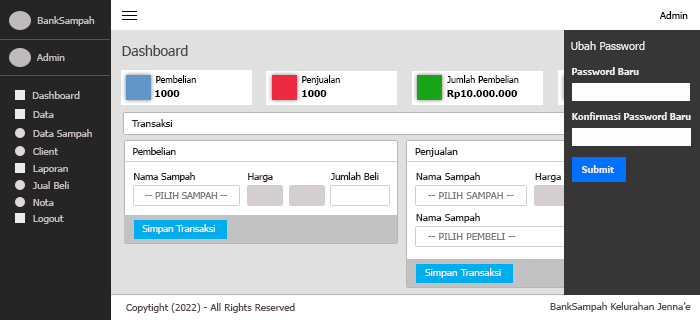 BankSampah
Admin
Dashboard
Data
Data Sampah
Client
Laporan
Jual Beli
Nota
Logout
Admin
Dashboard
Pembelian
1000
Penjualan
1000
Jumlah Pembelian
Rp10.000.000
Transaksi
Pembelian
Nama Sampah Harga Jumlah Beli
-- PILIH SAMPAH --
Simpan Transaksi
Penjualan
Nama Sampah Harga
-- PILIH SAMPAH --
Nama Sampah
-- PILIH PEMBELI --
Simpan Transaksi
Ubah Password
Password Baru
Konfirmasi Password Baru
Submit
Copyright (2022) - All Rights Reserved
BankSampah Kelurahan Jenna'e